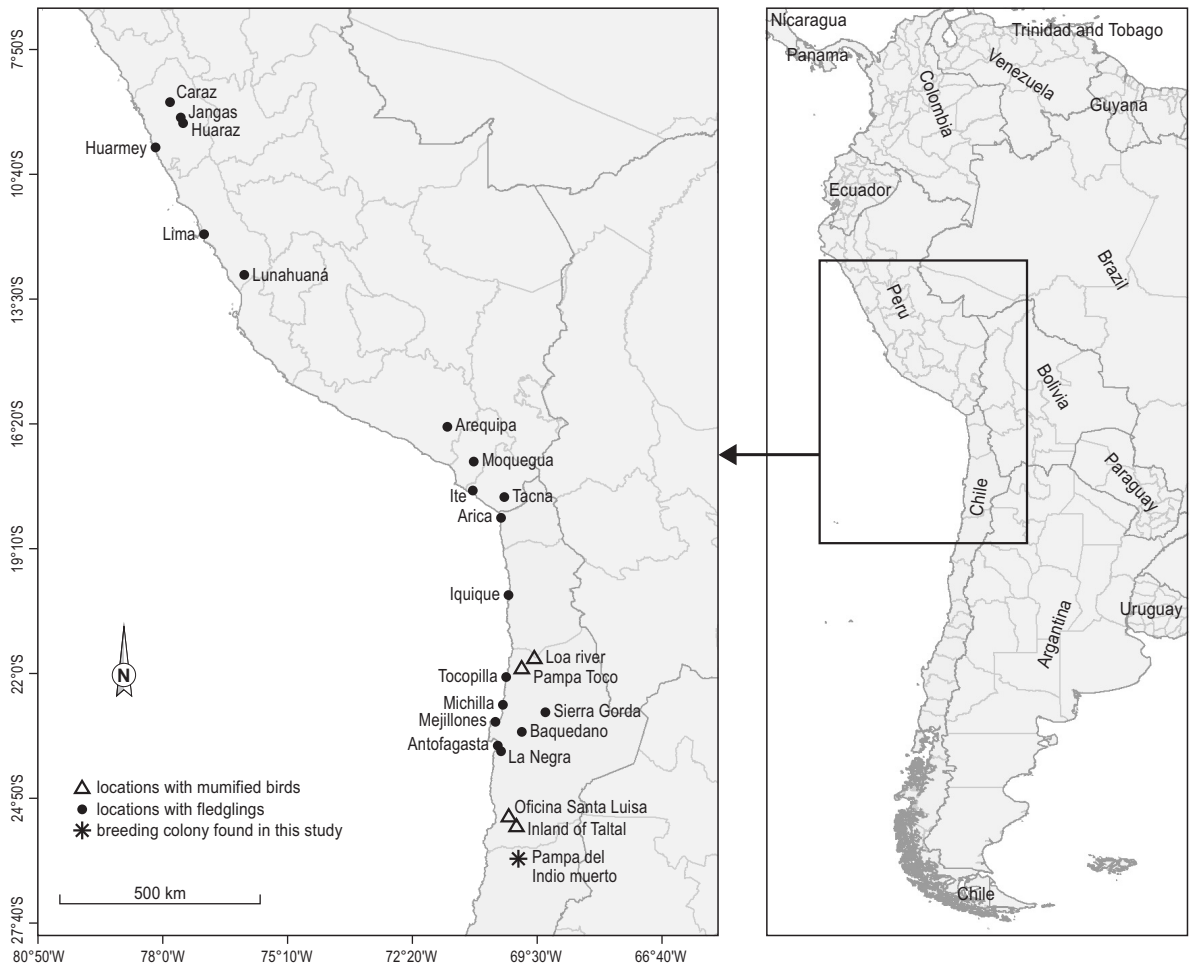 7°50'S
10°40'S
13°30'S
16°20'S
19°10'S
22°0'S
24°50'S
27°40'S
80°50'W
78°0'W
75°10'W
72°20'W
69°30'W
66°40'W
Caraz
Jangas
Huaraz
Huarmey
Lima
Lunahuaná
Arequipa
Moquegua
Ite
Tacna
Arica
Iquique
Loa river
Pampa Toco
Tocopilla
Michilla
Sierra Gorda
Mejillones
Baquedano
Antofagasta
La Negra
Oficina Santa Luisa
Inland of Taltal
Pampa del
Indio muerto
N
locations with mumified birds
locations with fledglings
breeding colony found in this study
500 km
Nicaragua
Trinidad and Tobago
Panama
Venezuela
Colombia
Guyana
Ecuador
Brazil
Peru
Bolivia
Paraguay
Chile
Uruguay
Argantina
Chile